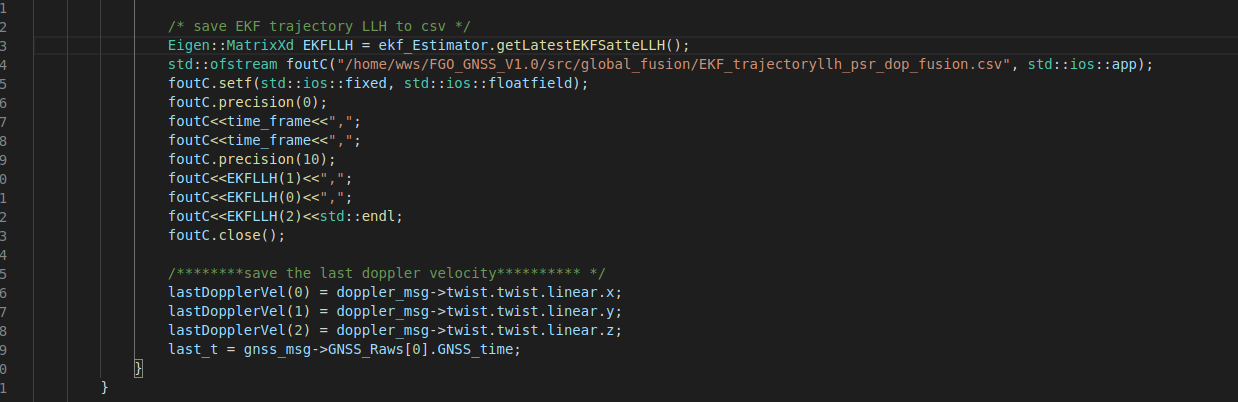 1
2 /* save EKF trajectory LLH to csv */
3 Eigen::MatrixXd EKFLLH = ekf_Estimator.getLatestEKFSatteLLH();
4 std::ofstream foutC("/home/wws/FGO_GNSS_V1.0/src/global_fusion/EKF_trajectoryllh_psr_dop_fusion.csv", std::ios::app);
5 foutC.setf(std::ios::fixed, std::ios::floatfield);
6 foutC.precision(0);
7 foutC<<time_frame<<",";
8 foutC<<time_frame<<",";
9 foutC.precision(10);
0 foutC<<EKFLLH(1)<<",";
1 foutC<<EKFLLH(0)<<",";
2 foutC<<EKFLLH(2)<<std::endl;
3 foutC.close();
4
5 /********save the last doppler velocity********** */
6 lastDopplerVel(0) = doppler_msg->twist.twist.linear.x;
7 lastDopplerVel(1) = doppler_msg->twist.twist.linear.y;
8 lastDopplerVel(2) = doppler_msg->twist.twist.linear.z;
9 last_t = gnss_msg->GNSS_Raws[0].GNSS_time;
0 }
1 }